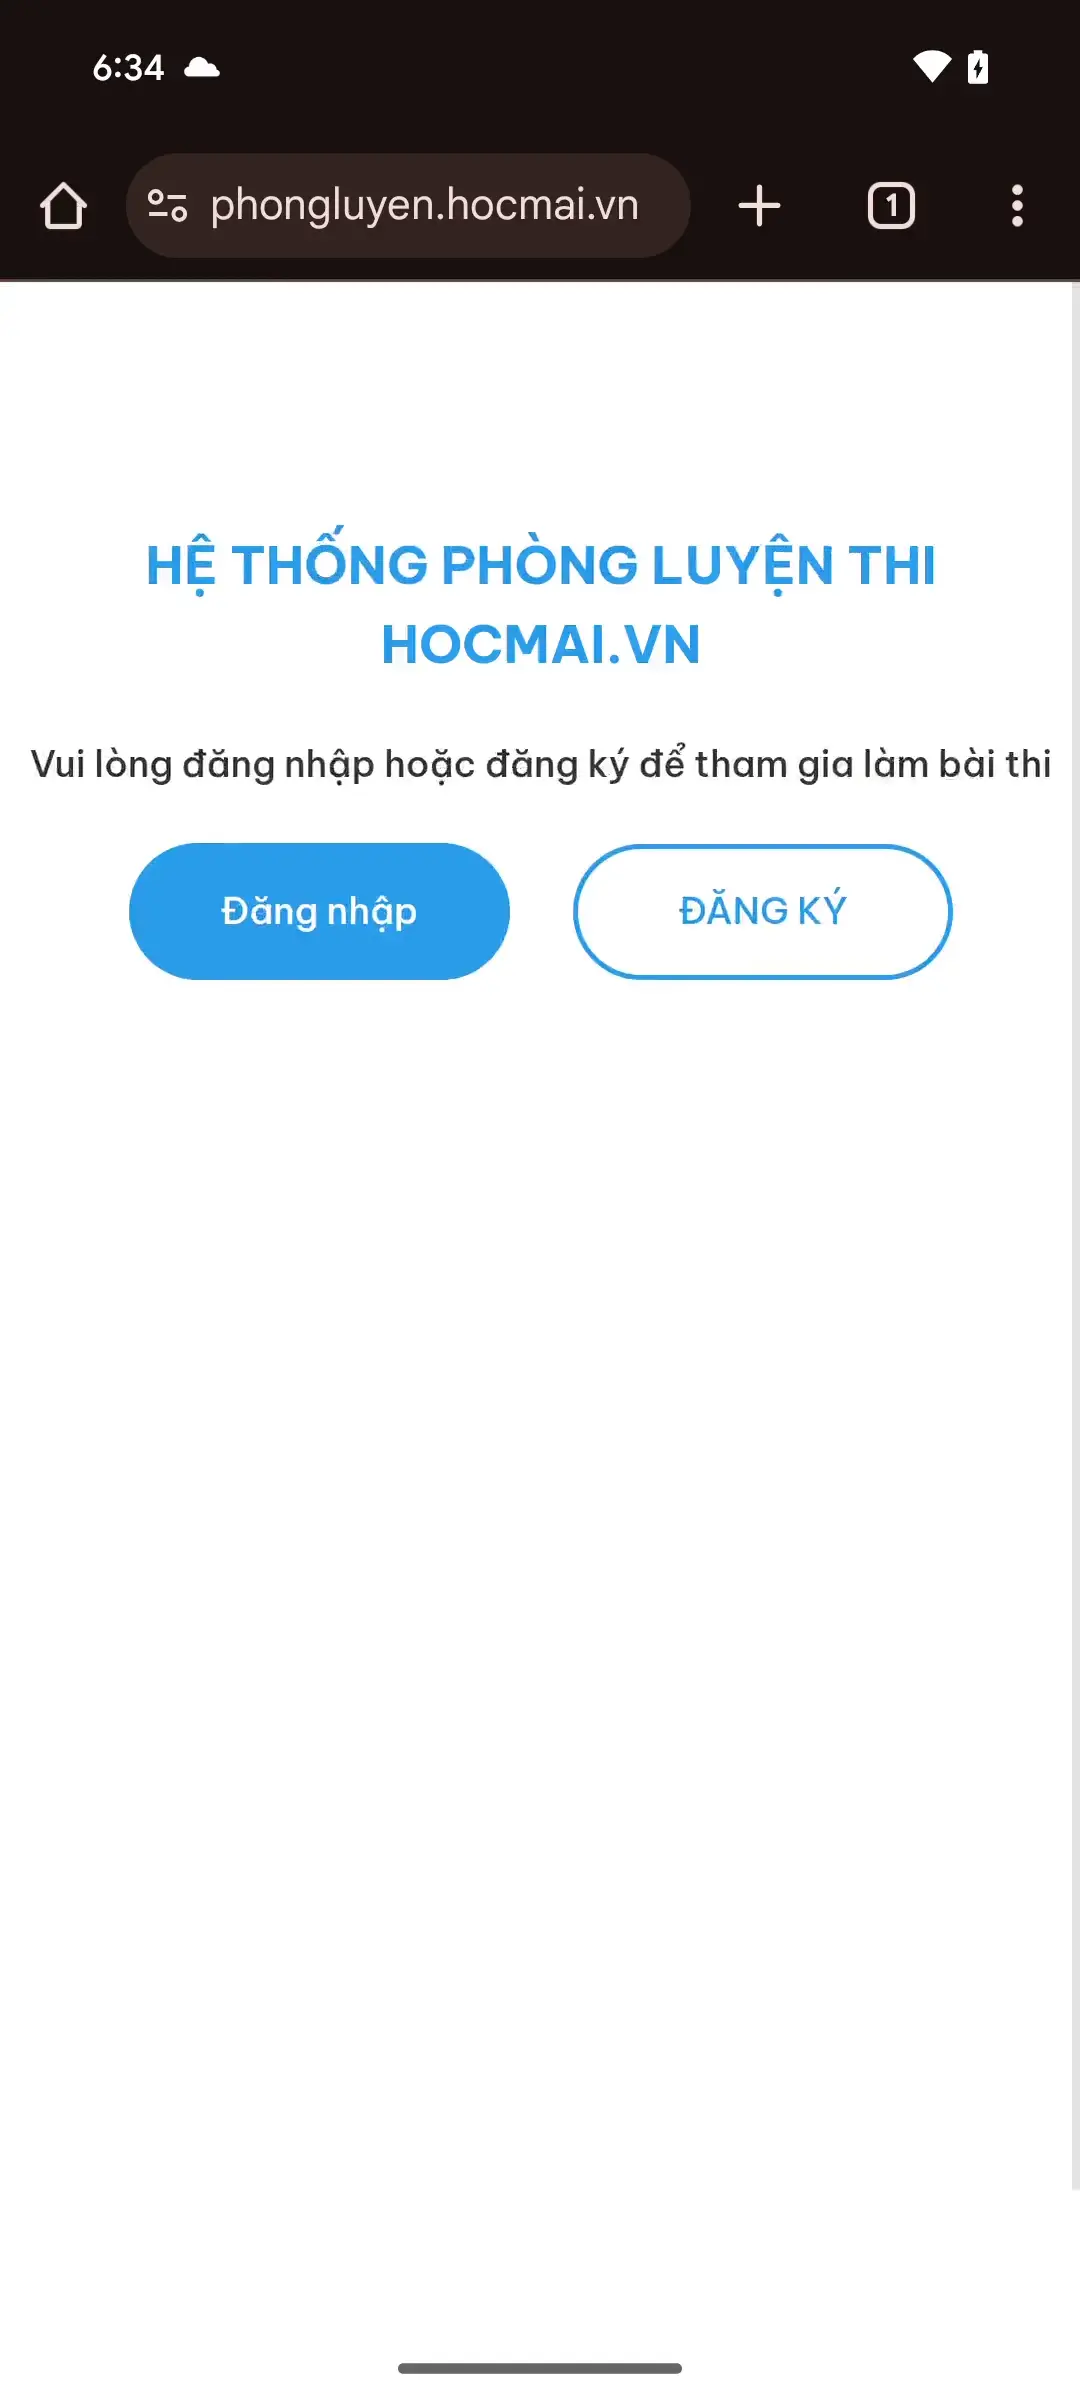 6:34
phongluyen.hocmai.vn
1
HỆ THỐNG PHÒNG LUYỆN THI
HOCMAI.VN
Vui lòng đăng nhập hoặc đăng ký để tham gia làm bài thi
Đăng nhập
ĐĂNG KÝ